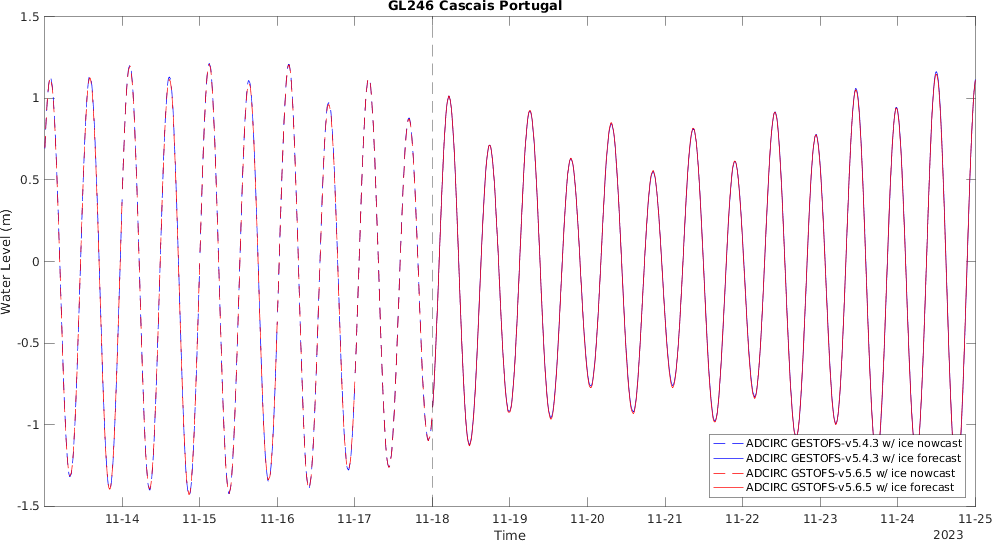 GL246 Cascais Portugal
1.5
1
0.5
0
-0.5
-1
-1.5
Water Level (m)
11-14
11-15
11-16
11-17
11-18
11-19
11-20
11-21
11-22
11-23
11-24
11-25
Time
2023
ADCIRC GESTOFS-v5.4.3 w/ ice nowcast
ADCIRC GESTOFS-v5.4.3 w/ ice forecast
ADCIRC GSTOFS-v5.6.5 w/ ice nowcast
ADCIRC GSTOFS-v5.6.5 w/ ice forecast